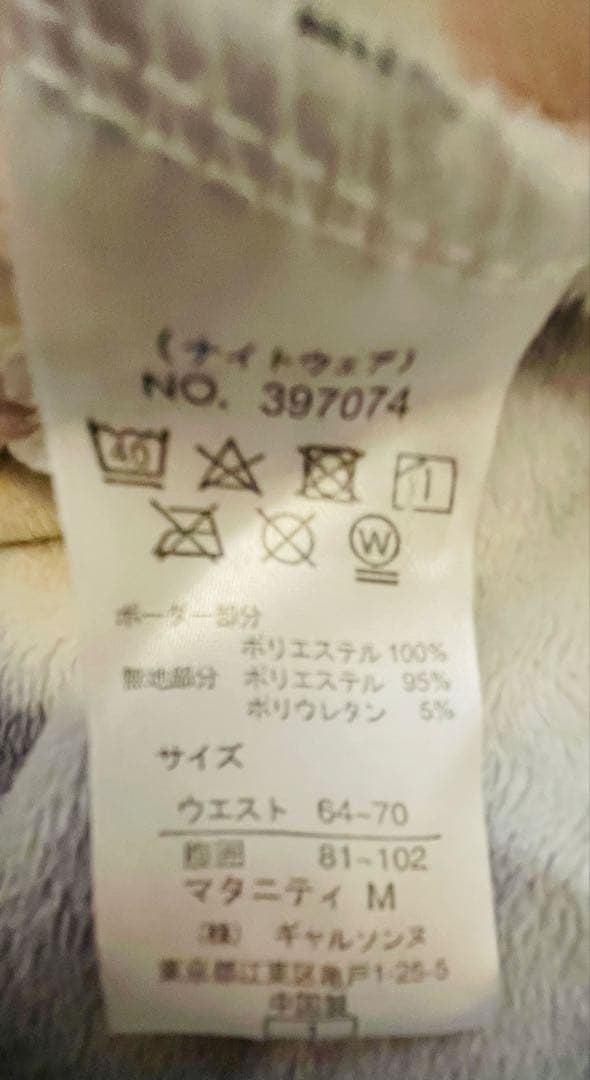 (ナイトウェア)
NO. 397074
40
W
ボーダー部分
ポリエステル 100%
無地部分 ポリエステル 95%
ポリウレタン 5%
サイズ
ウエスト 64~70
81~102
マタニティ M
(株) ギャルソンヌ
東京都江東区亀戸1-25-5
中国製
1